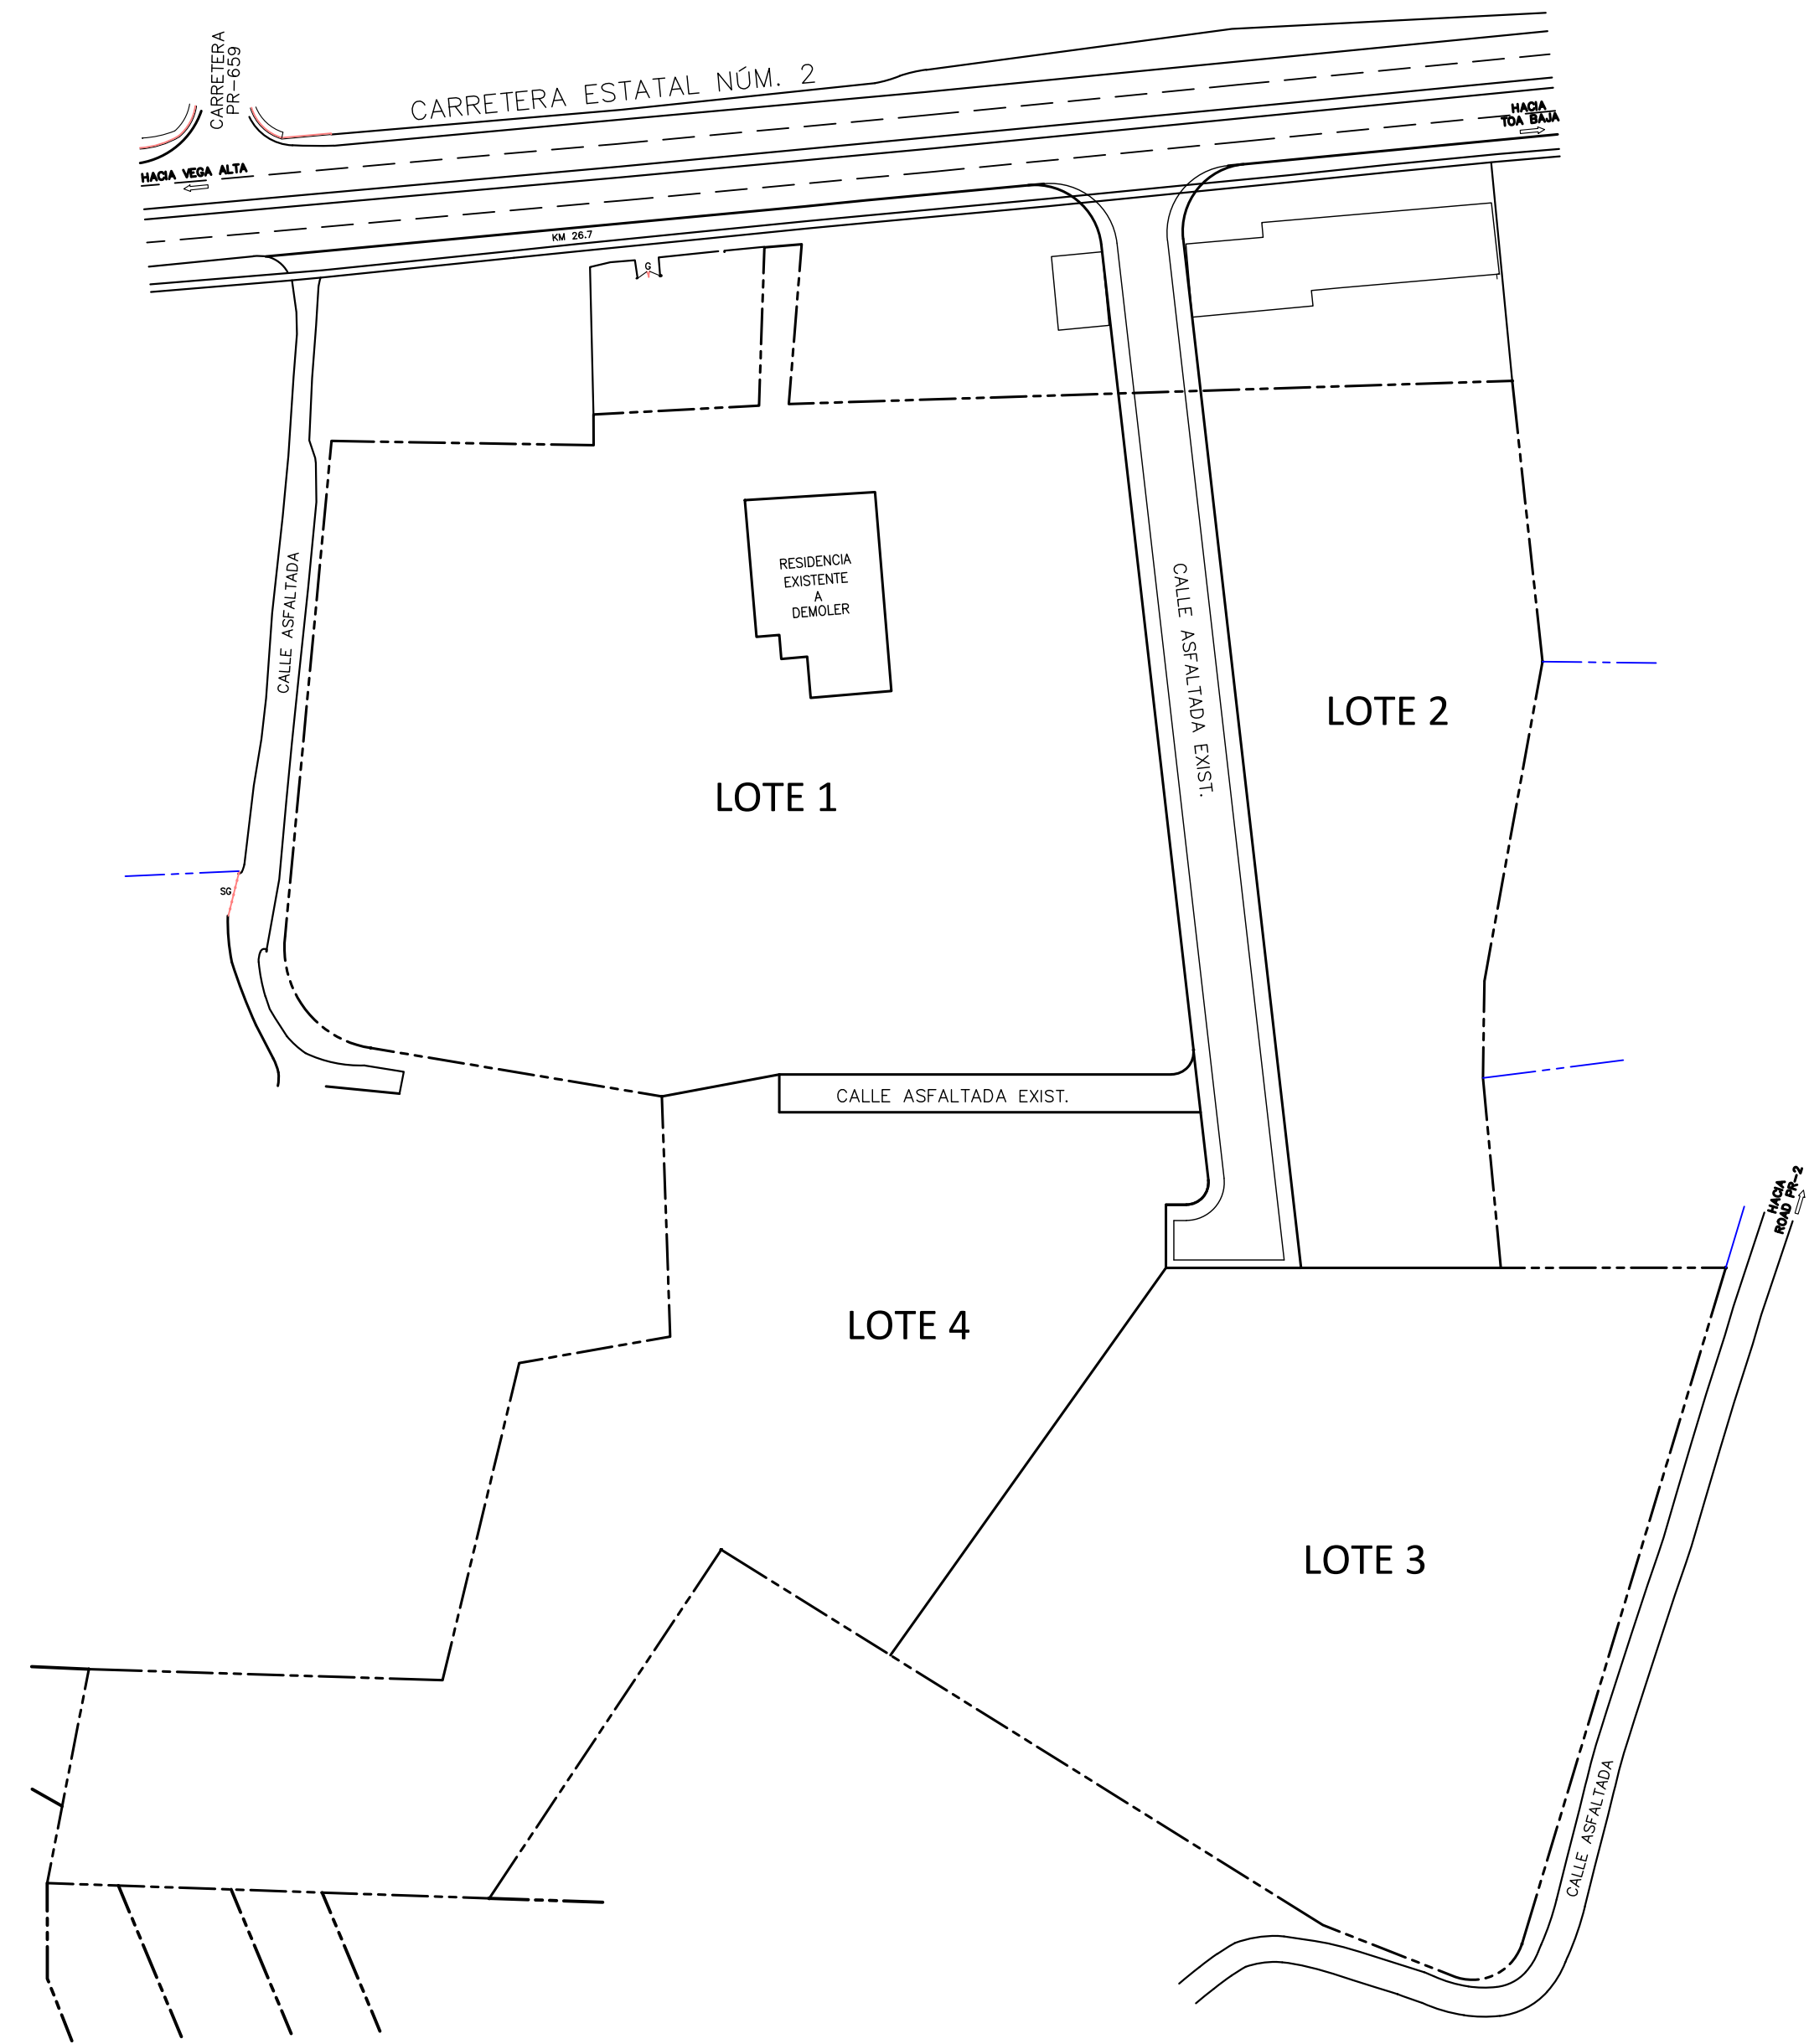 CARRETERA
PR-659
CARRETERA ESTATAL NÚM. 2
HACIA
TOA BAJA
HACIA VEGA ALTA
KM 26.7
G
RESIDENCIA
EXISTENTE
A
DEMOLER
CALLE ASFALTADA
CALLE ASFALTADA EXIST.
LOTE 2
LOTE 1
SG
CALLE ASFALTADA EXIST.
HACIA
ROAD PR-2
LOTE 4
LOTE 3
CALLE ASFALTADA